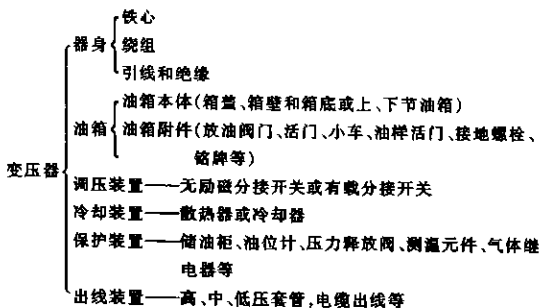 铁心
器身
绕组
引线和绝缘
油箱本体(箱盖、箱壁和箱底或上、下节油箱)
油箱
油箱附件(放油阀门、活门、小车、油样活门、接地螺栓、
铭牌等)
变压器
调压装置——无励磁分接开关或有载分接开关
冷却装置——散热器或冷却器
保护装置——储油柜、油位计、压力释放阀、测温元件、气体继
电器等
出线装置——高、中、低压套管,电缆出线等